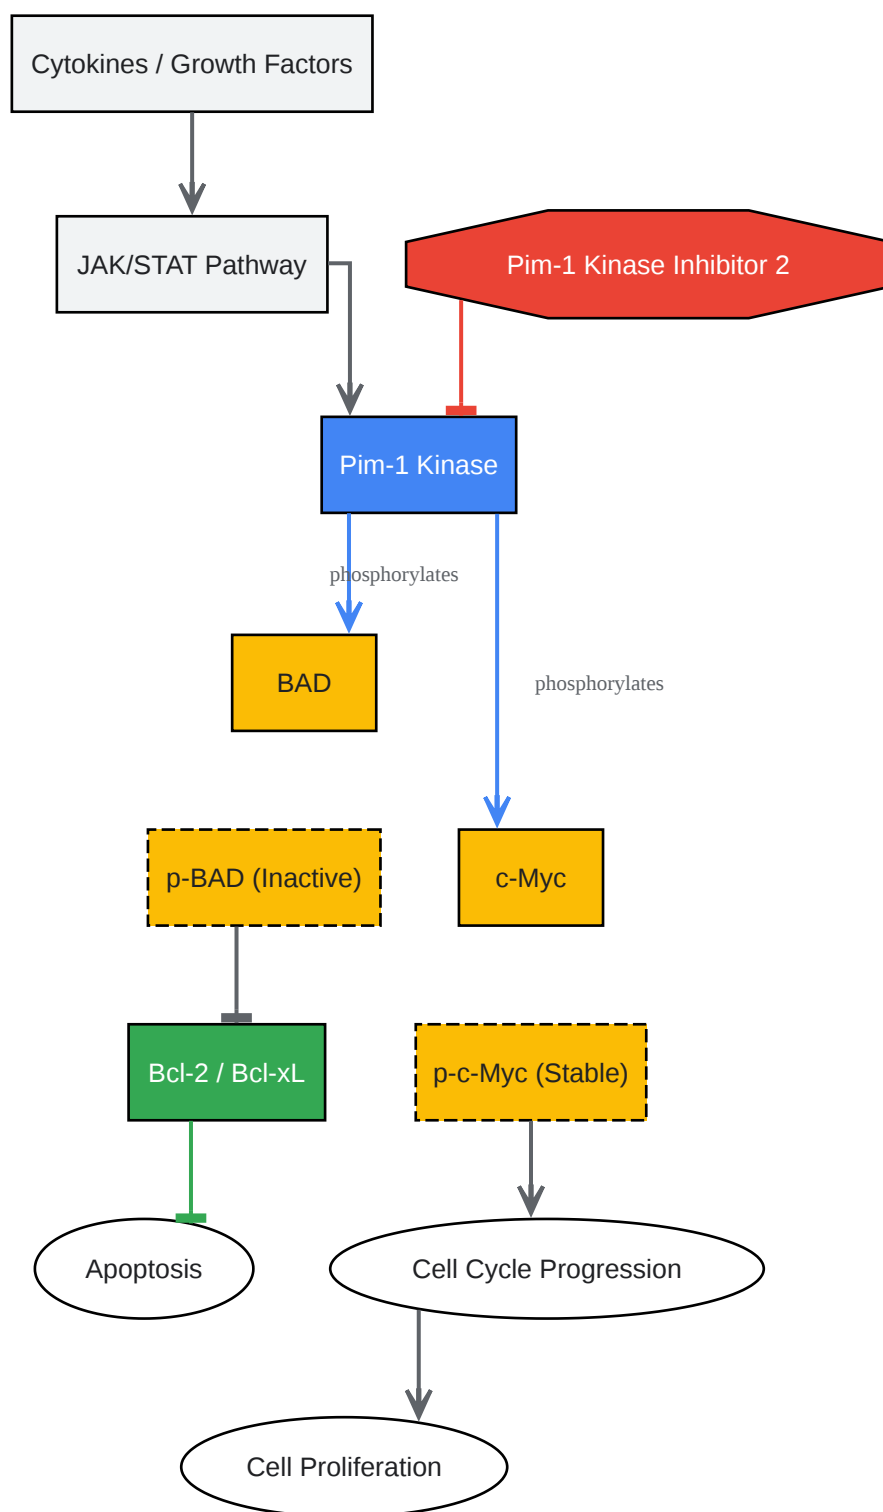 Cytokines / Growth Factors
JAK/STAT Pathway
Pim-1 Kinase Inhibitor 2
Pim-1 Kinase
phosphorylates
BAD
phosphorylates
p-BAD (Inactive)
c-Myc
Bcl-2 / Bcl-xL
p-c-Myc (Stable)
Apoptosis
Cell Cycle Progression
Cell Proliferation